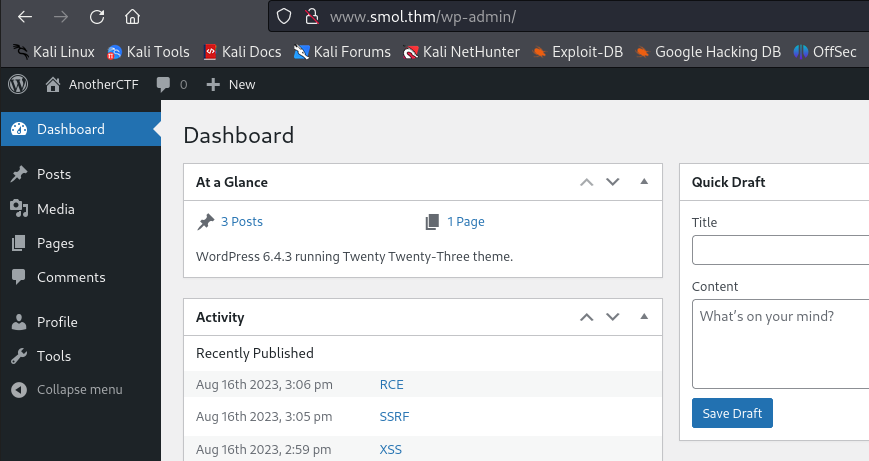 www.smol.thm/wp-admin/
Kali Linux Kali Tools Kali Docs Kali Forums Kali NetHunter Exploit-DB Google Hacking DB OffSec
AnotherCTF 0 New
Dashboard
Posts
Media
Pages
Comments
Profile
Tools
Collapse menu
Dashboard
At a Glance
3 Posts 1 Page
WordPress 6.4.3 running Twenty Twenty-Three theme.
Activity
Recently Published
Aug 16th 2023, 3:06 pm RCE
Aug 16th 2023, 3:05 pm SSRF
Aug 16th 2023, 2:59 pm XSS
Quick Draft
Title
Content
What's on your mind?
Save Draft